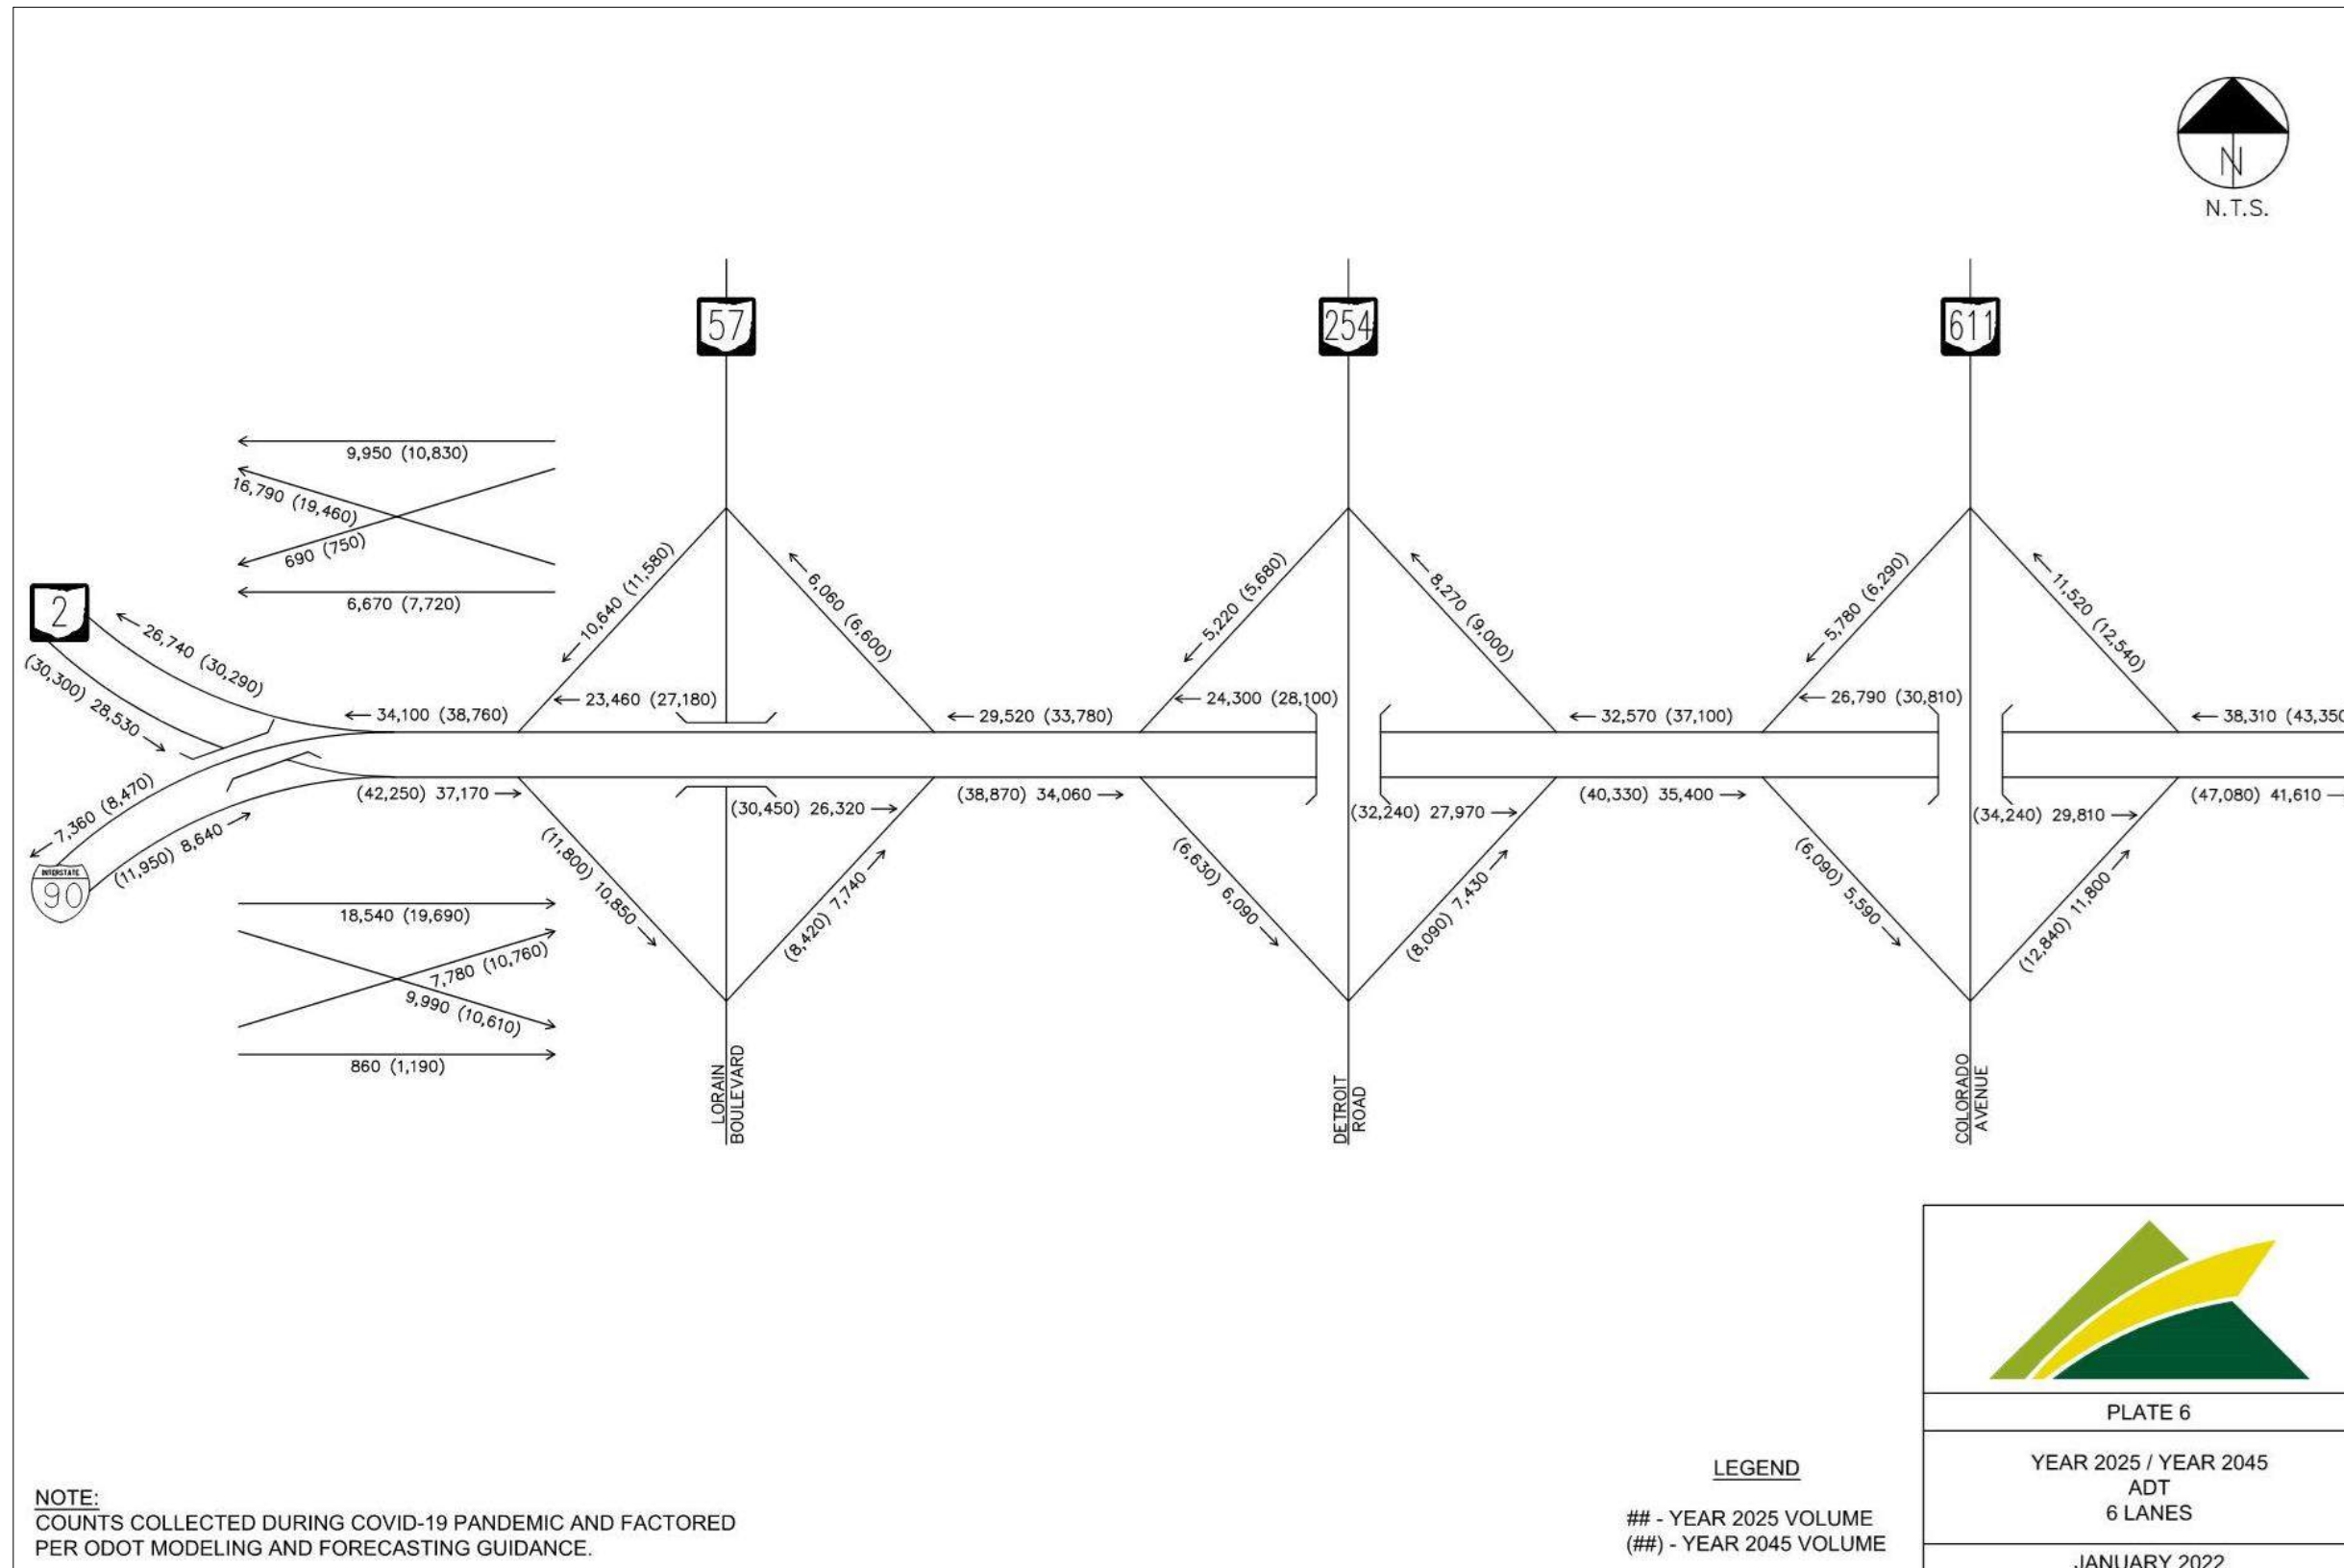 N
N.T.S.
57
254
611
9,950 (10,830)
16,790 (19,460)
690 (750)
6,670 (7,720)
2
26,740 (30,290)
(30,300) 28,530
34,100 (38,760)
10,640 (11,580)
23,460 (27,180)
6,060 (6,600)
29,520 (33,780)
5,220 (5,680)
24,300 (28,100)
8,270 (9,000)
32,570 (37,100)
5,780 (6,290)
26,790 (30,810)
11,520 (12,540)
38,310 (43,350
7,360 (8,470)
(11,950) 8,640
INTERSTATE
90
(42,250) 37,170
(11,800) 10,850
(30,450) 26,320
(8,420) 7,740
(38,870) 34,060
(6,630) 6,090
(32,240) 27,970
(8,090) 7,430
(40,330) 35,400
(6,090) 5,590
(34,240) 29,810
(12,840) 11,800
(47,080) 41,610
18,540 (19,690)
7,780 (10,760)
9,990 (10,610)
860 (1,190)
LORAIN
BOULEVARD
DETROIT
ROAD
COLORADO
AVENUE
PLATE 6
YEAR 2025 / YEAR 2045
ADT
6 LANES
JANUARY 2022
LEGEND
## - YEAR 2025 VOLUME
(##) - YEAR 2045 VOLUME
NOTE:
COUNTS COLLECTED DURING COVID-19 PANDEMIC AND FACTORED
PER ODOT MODELING AND FORECASTING GUIDANCE.